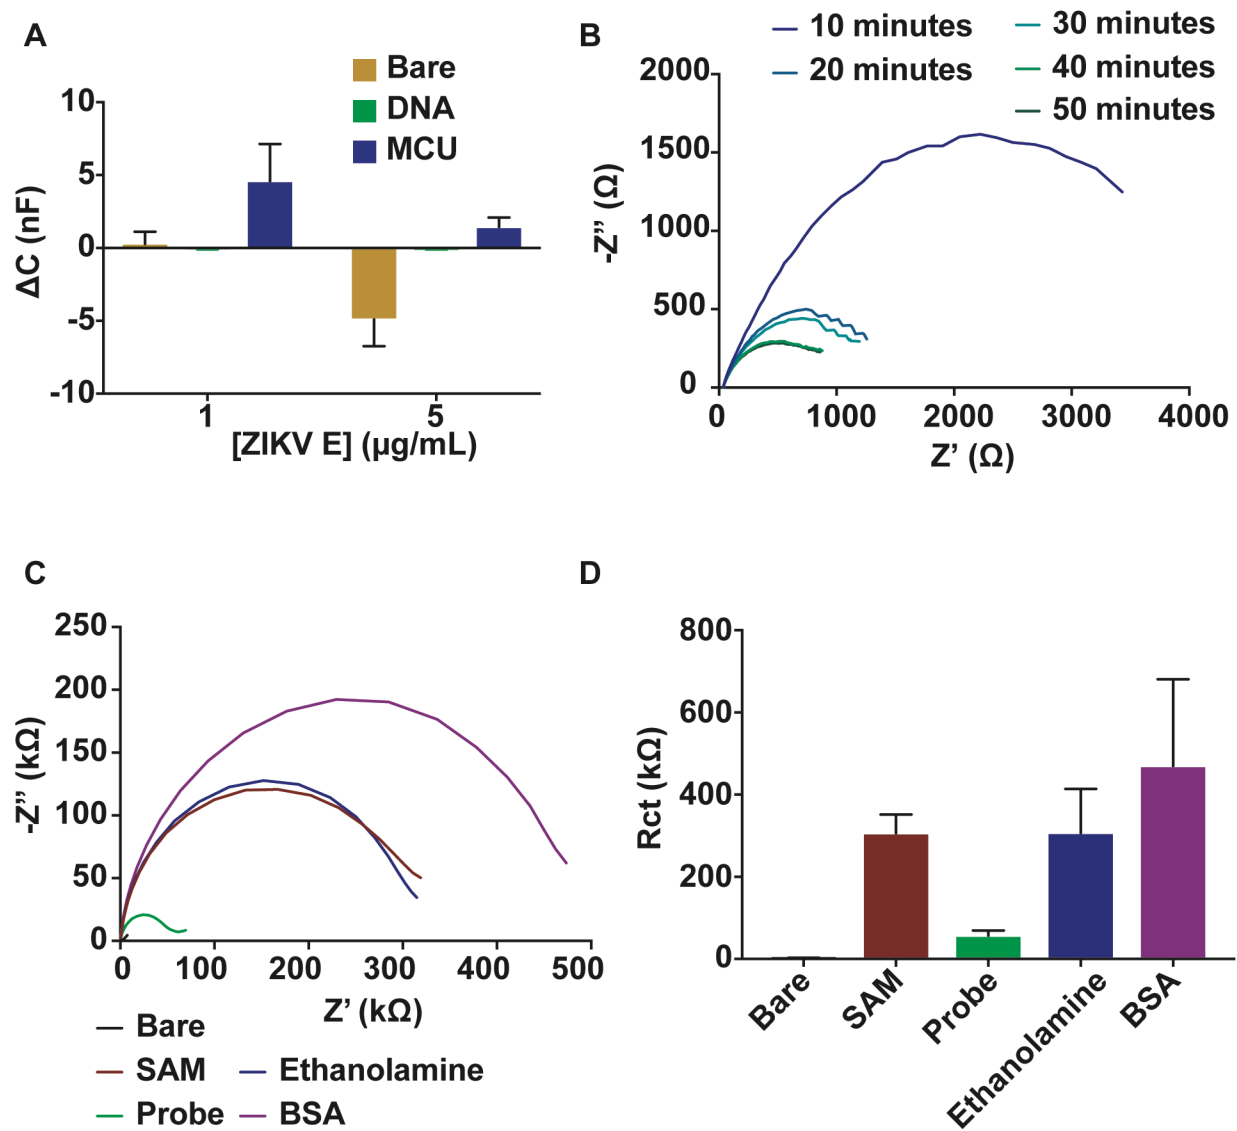 A
Bare
DNA
MCU
10
5
0
-5
-10
ΔC (nF)
1
5
[ZIKV E] (μg/mL)
B
10 minutes
20 minutes
30 minutes
40 minutes
50 minutes
2000
1500
1000
500
0
-Z” (Ω)
0
1000
2000
3000
4000
Z’ (Ω)
C
250
200
150
100
50
0
-Z” (kΩ)
0
100
200
300
400
500
Z’ (kΩ)
Bare
SAM
Probe
Ethanolamine
BSA
D
800
600
400
200
0
Rct (kΩ)
Bare
SAM
Probe
Ethanolamine
BSA